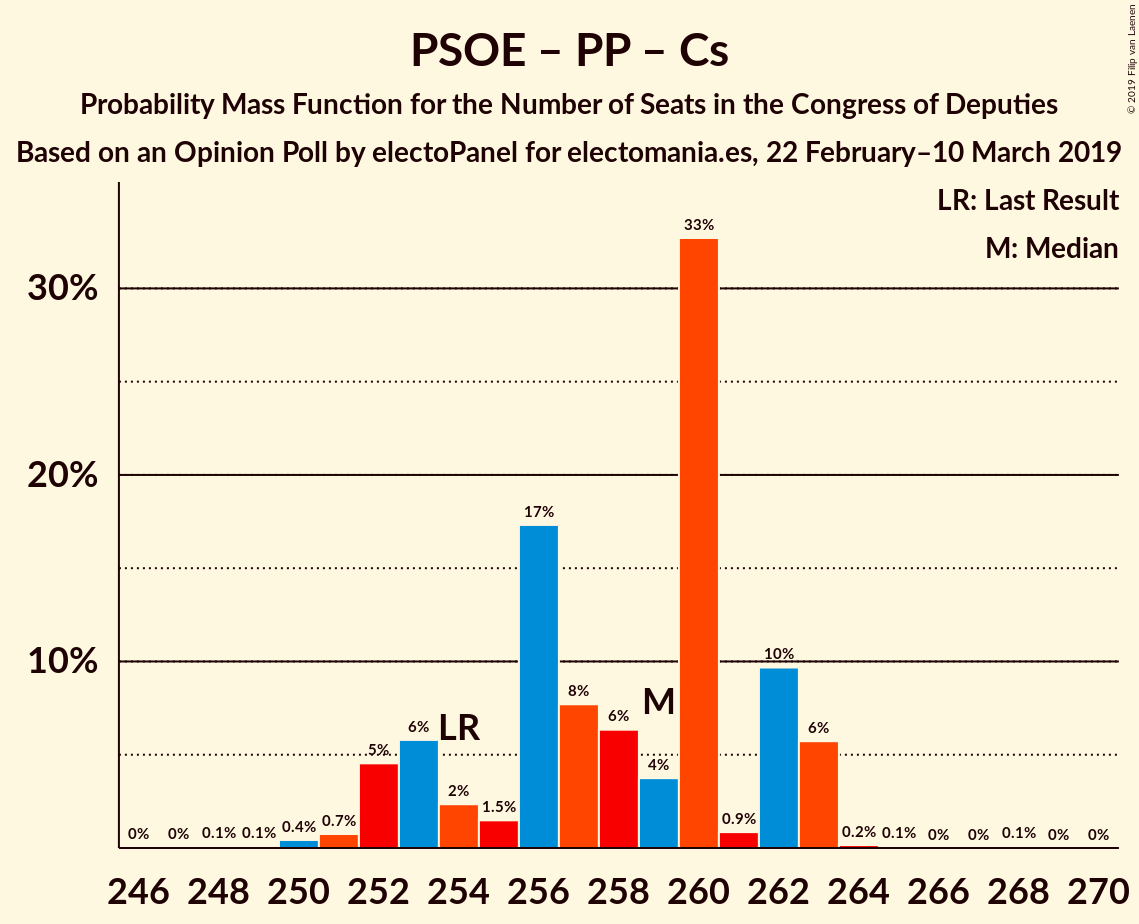 © 2019 Filip van Laenen
PSOE – PP – Cs
Probability Mass Function for the Number of Seats in the Congress of Deputies
Based on an Opinion Poll by electoPanel for electomania.es, 22 February–10 March 2019
LR: Last Result
M: Median
30%
20%
10%
0% 0% 0.1% 0.1% 0.4% 0.7% 5% 6% 2% 1.5% 17% 8% 6% 4% 33% 0.9% 10% 6% 0.2% 0.1% 0% 0% 0.1% 0% 0%
LR
M
246 248 250 252 254 256 258 260 262 264 266 268 270